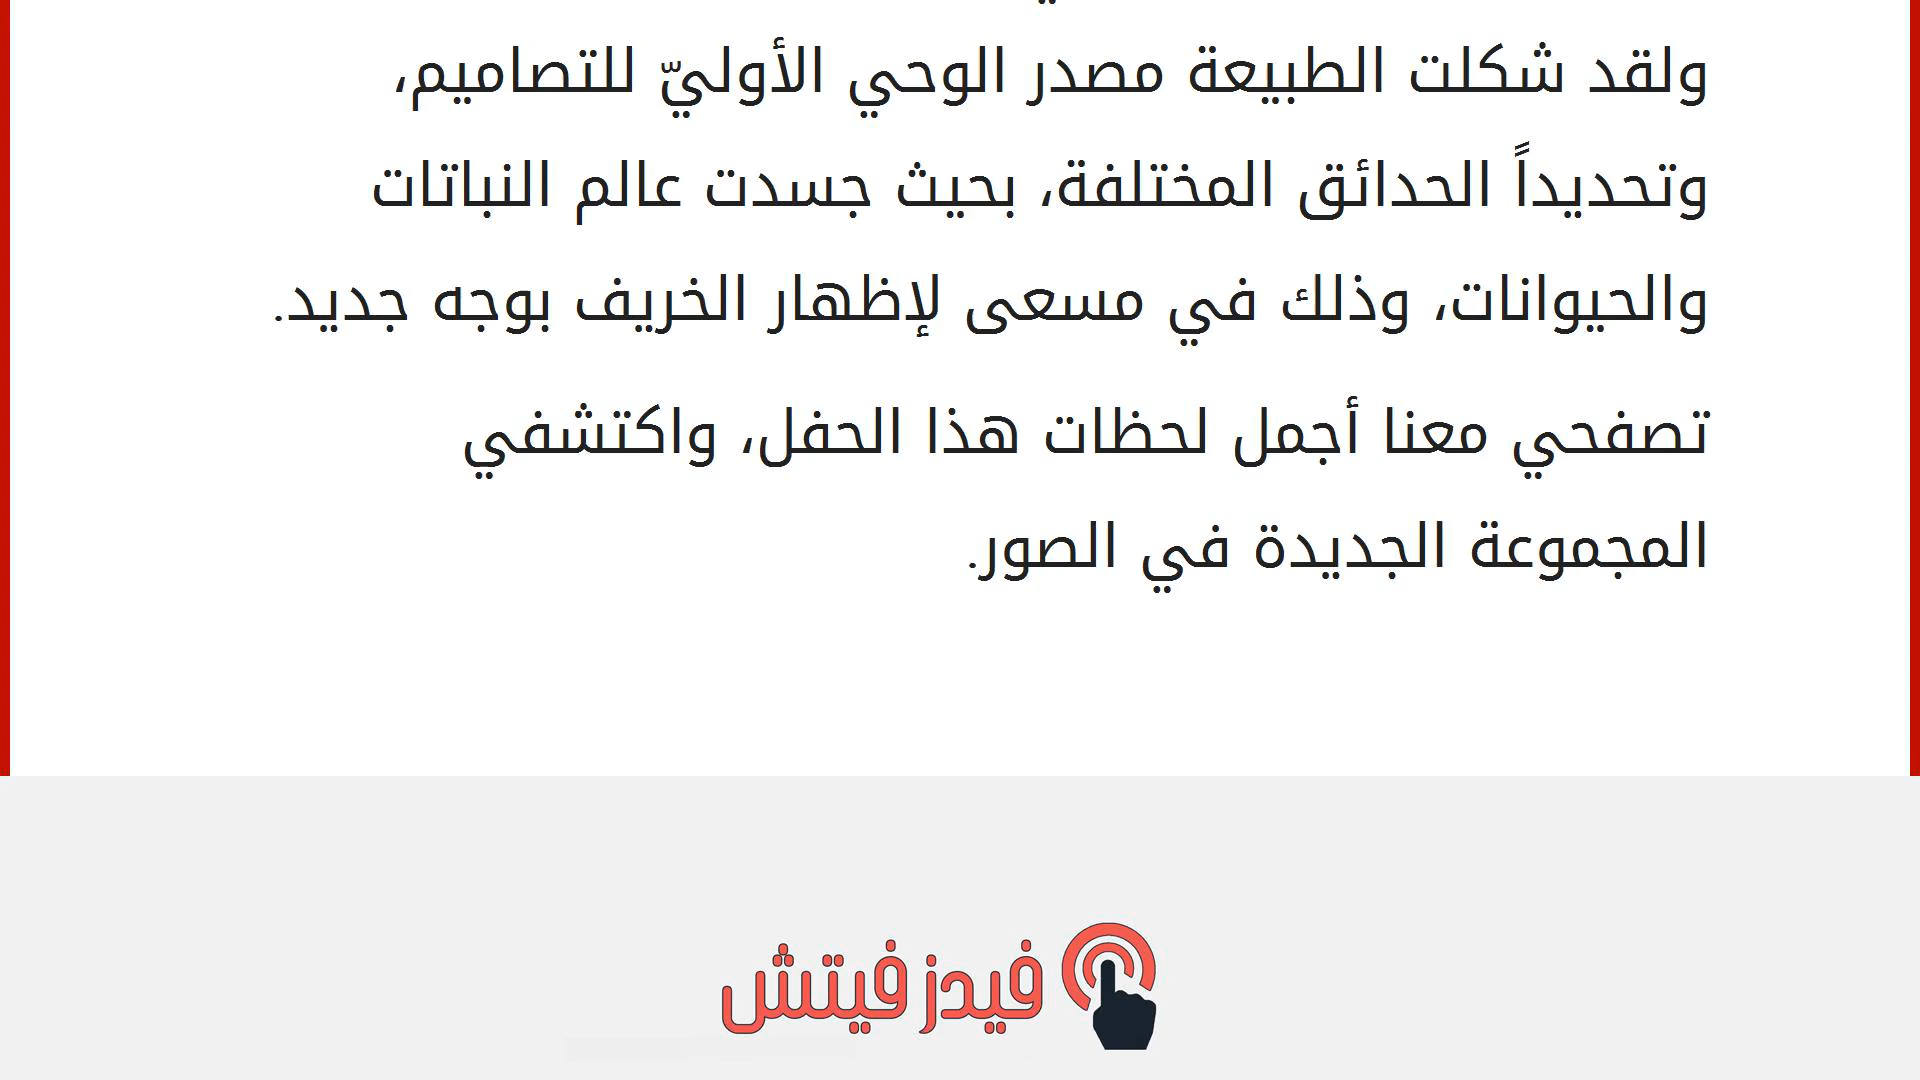 ولقد شكلت الطبيعة مصدر الوحي الأوليّ للتصاميم،
وتحديداً الحدائق المختلفة، بحيث جسدت عالم النباتات
والحيوانات، وذلك في مسعى لإظهار الخريف بوجه جديد.
تصفحي معنا أجمل لحظات هذا الحفل، واكتشفي
المجموعة الجديدة في الصور.
فيدز فيتش